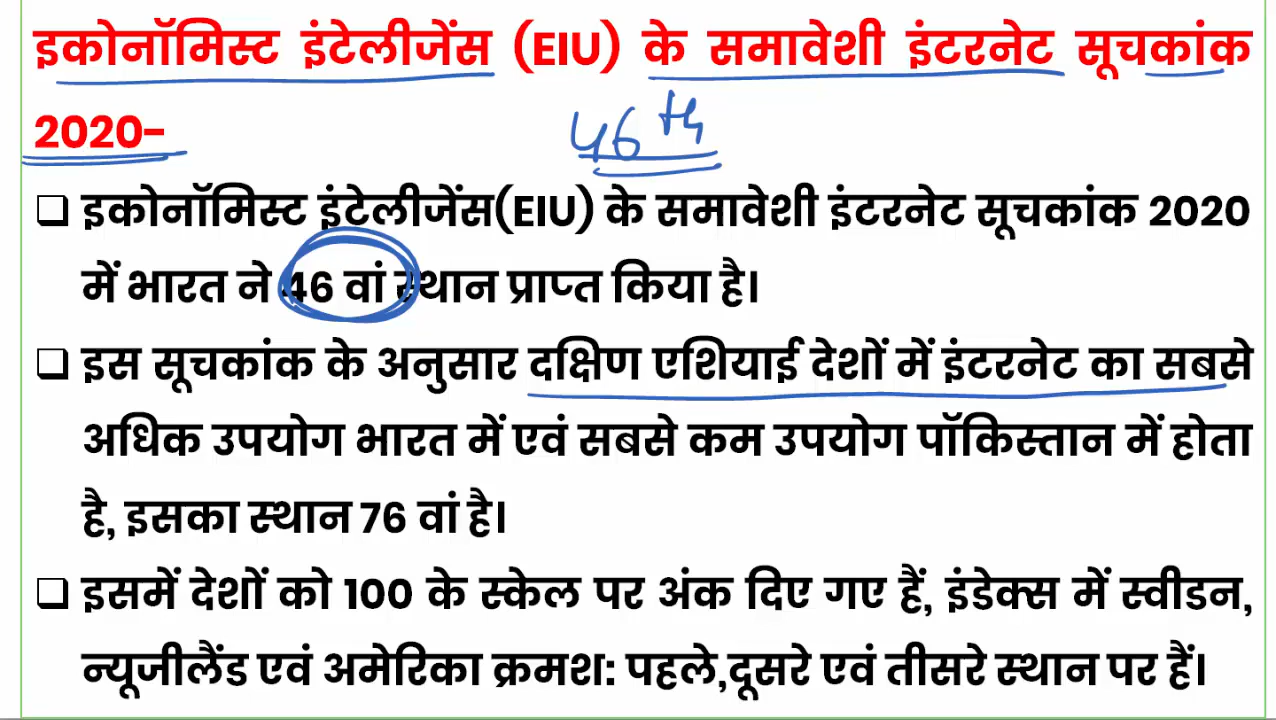 इकोनॉमिस्ट इंटेलीजेंस (EIU) के समावेशी इंटरनेट सूचकांक
2020-
46th
❑ इकोनॉमिस्ट इंटेलीजेंस(EIU) के समावेशी इंटरनेट सूचकांक 2020
में भारत ने 46 वां स्थान प्राप्त किया है।
❑ इस सूचकांक के अनुसार दक्षिण एशियाई देशों में इंटरनेट का सबसे
अधिक उपयोग भारत में एवं सबसे कम उपयोग पॉकिस्तान में होता
है, इसका स्थान 76 वां है।
❑ इसमें देशों को 100 के स्केल पर अंक दिए गए हैं, इंडेक्स में स्वीडन,
न्यूजीलैंड एवं अमेरिका क्रमश: पहले,दूसरे एवं तीसरे स्थान पर हैं।